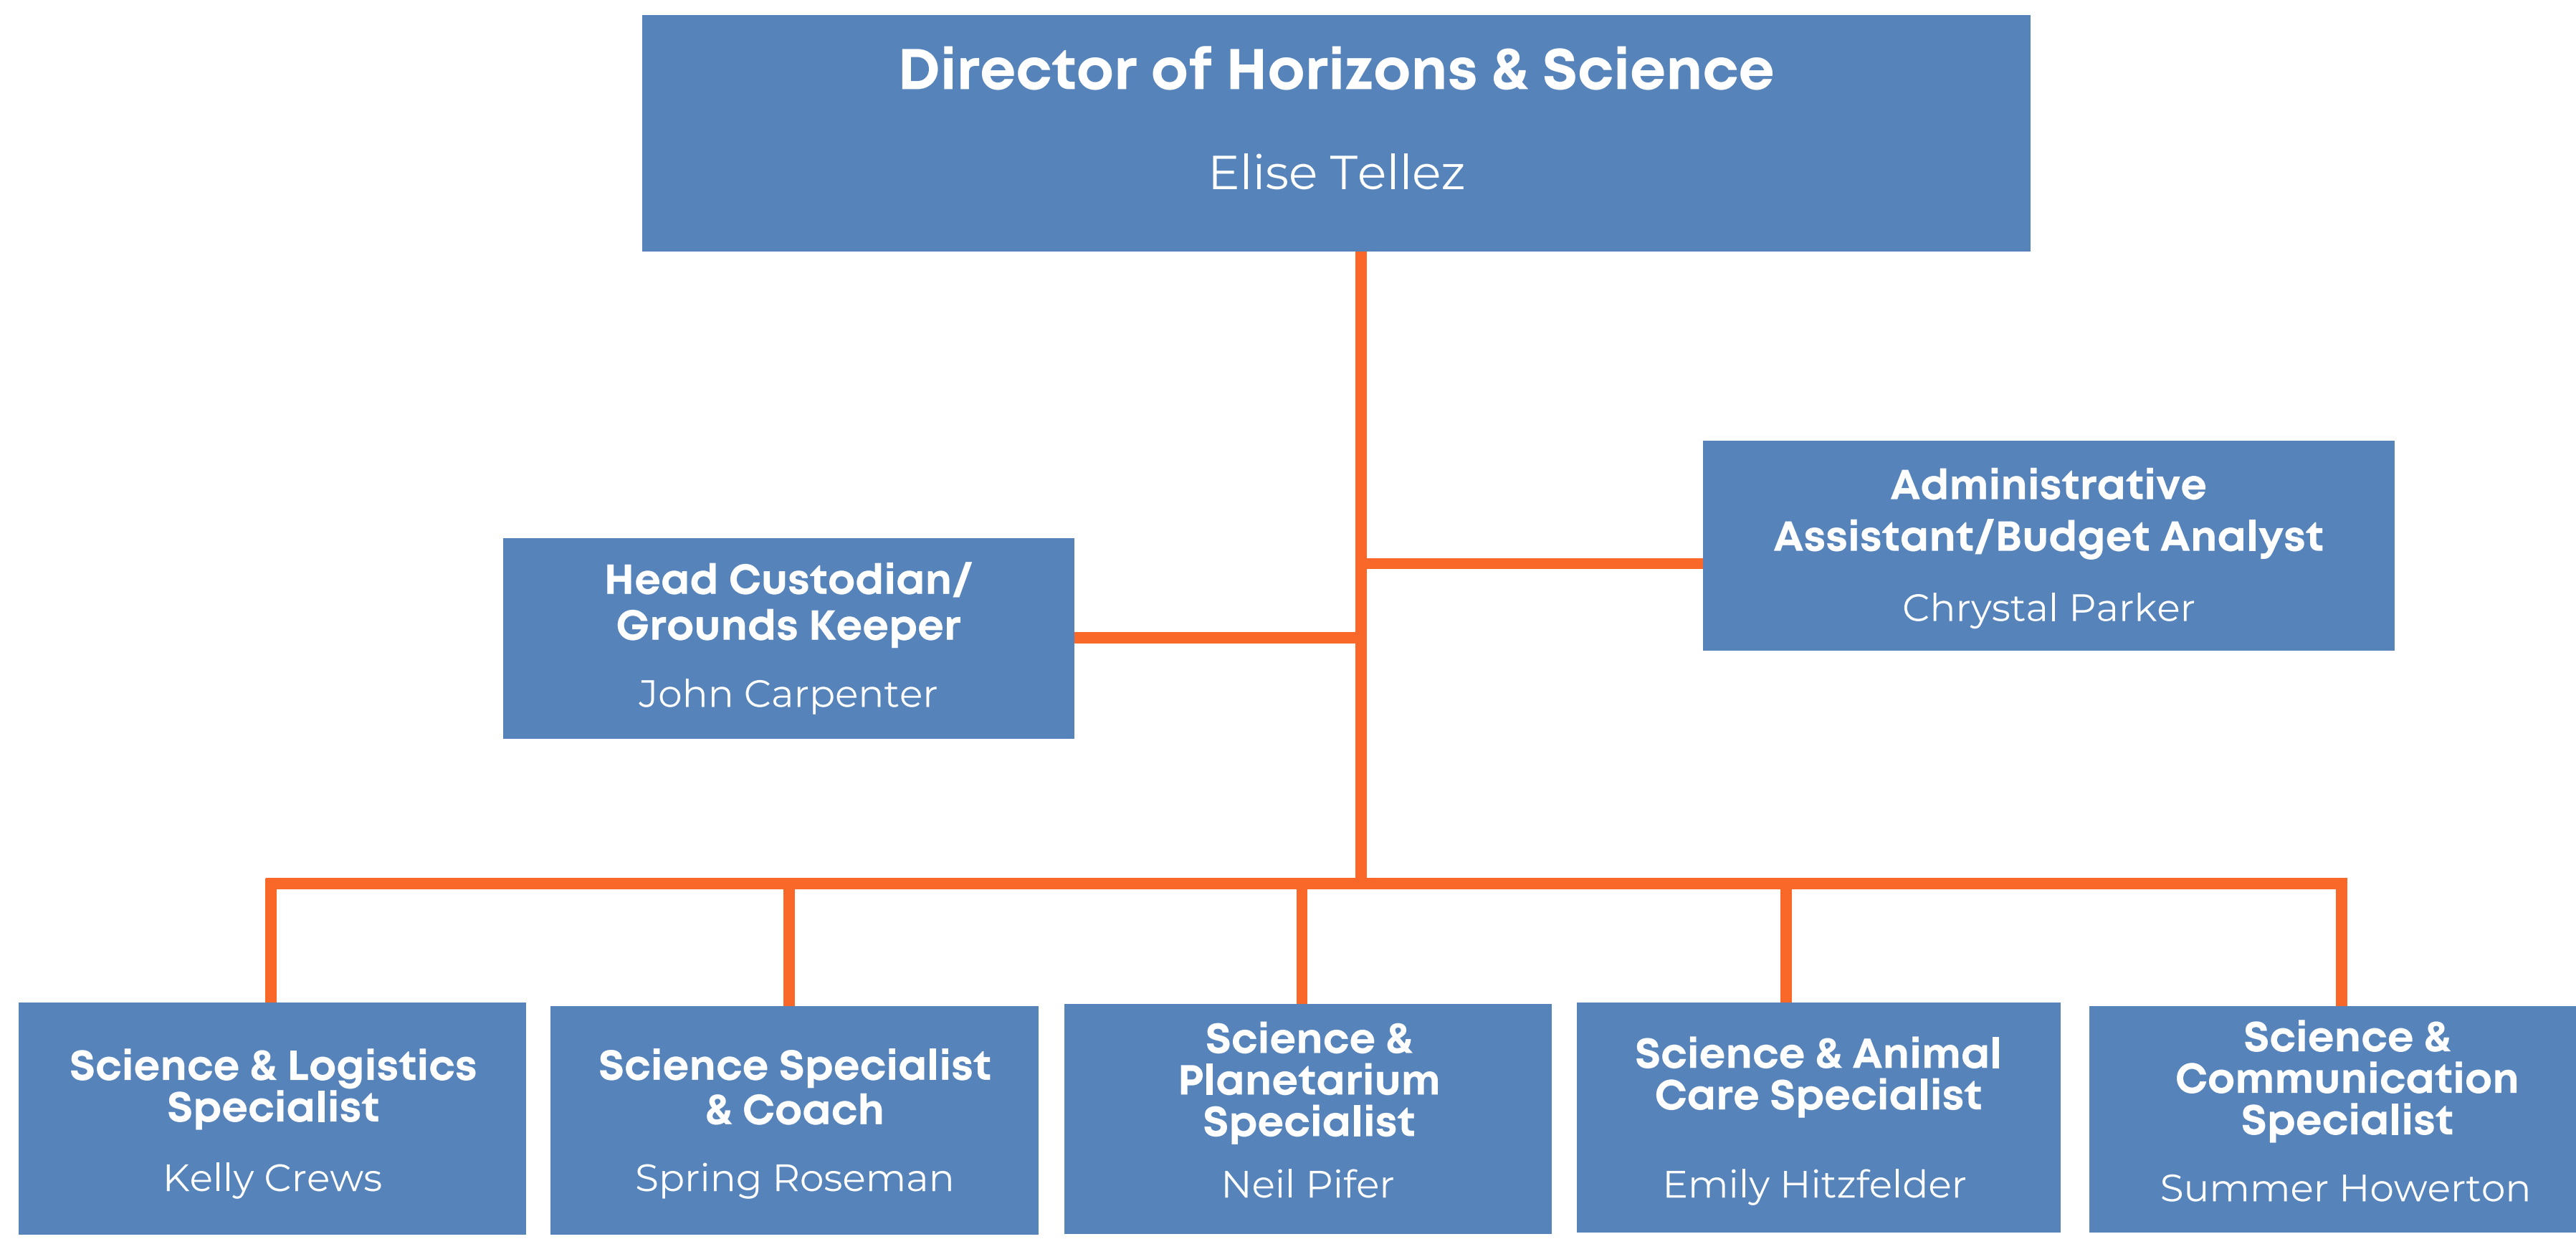 Director of Horizons & Science
Elise Tellez
Administrative
Assistant/Budget Analyst
Chrystal Parker
Head Custodian/
Grounds Keeper
John Carpenter
Science & Logistics
Specialist
Kelly Crews
Science Specialist
& Coach
Spring Roseman
Science &
Planetarium
Specialist
Neil Pifer
Science & Animal
Care Specialist
Emily Hitzfelder
Science &
Communication
Specialist
Summer Howerton